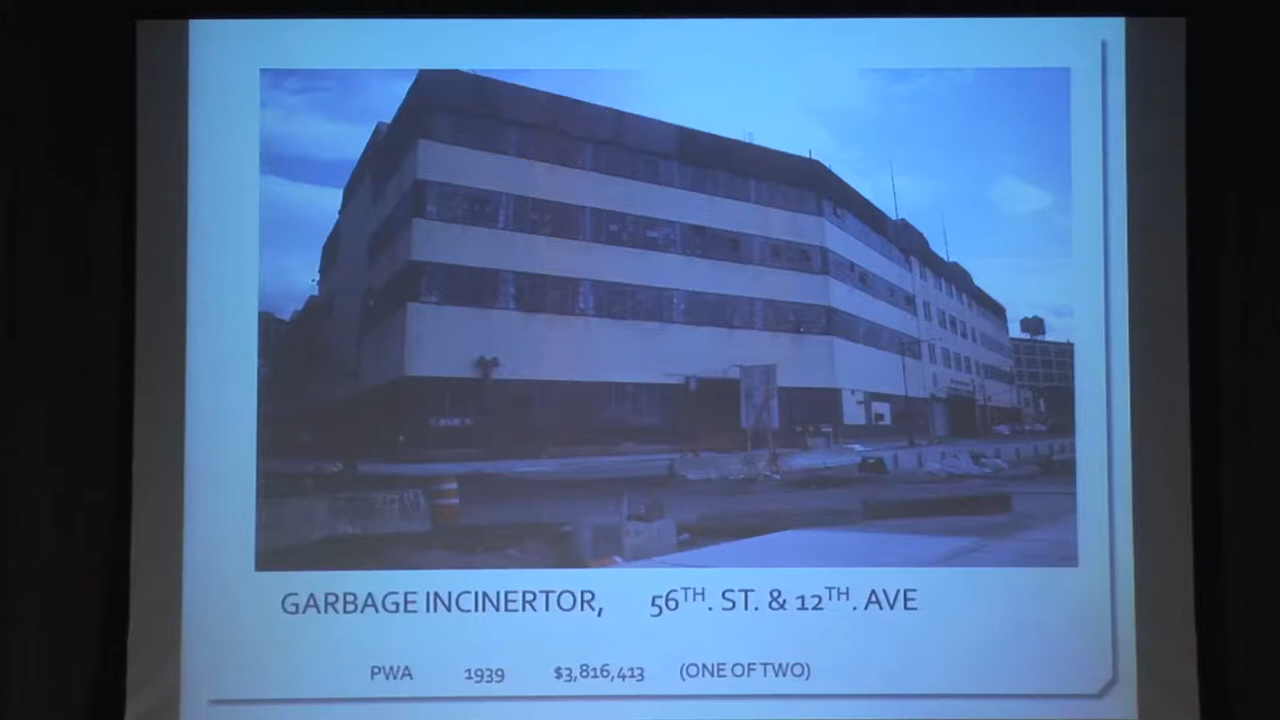 GARBAGE INCINERTOR, 56TH. ST. & 12TH. AVE
PWA 1939 $3,816,413 (ONE OF TWO)